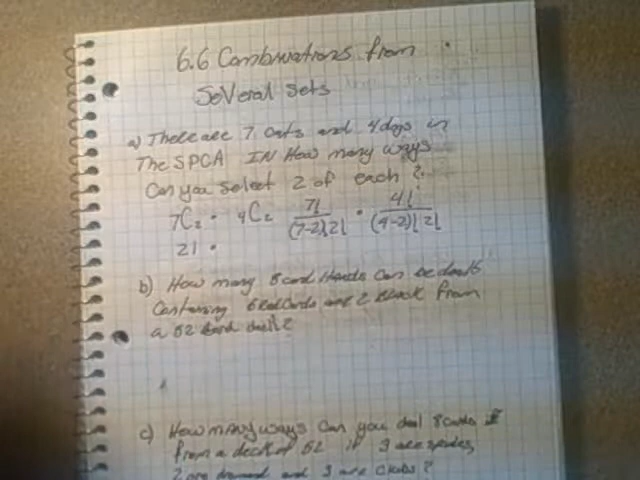 6.6 Combinations from
Several Sets
a) There are 7 cats and 4 dogs in
The SPCA IN How many ways
Can you select 2 of each?
7C2 · 4C2 7!/(7-2)!2! · 4!/(4-2)!2!
21 ·
b) How many 8 card Hands can be dealt
Containing 6 Red Cards and 2 Black from
a 52 card deck?
c) How many ways Can you deal 8 cards
from a deck of 52 if 3 are spades,
2 are diamond and 3 are clubs?